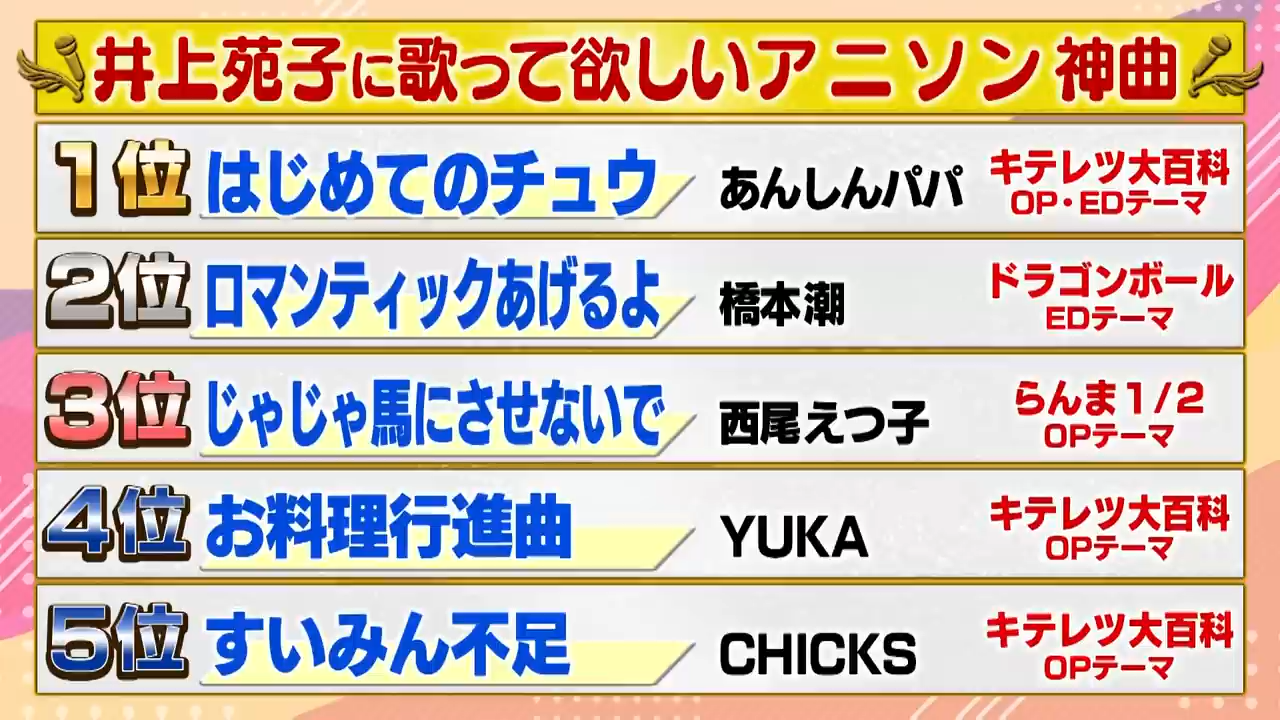 井上苑子に歌って欲しいアニソン神曲
1位 はじめてのチュウ あんしんパパ キテレツ大百科
OP・EDテーマ
2位 ロマンティックあげるよ 橋本潮 ドラゴンボール
EDテーマ
3位 じゃじゃ馬にさせないで 西尾えつ子 らんま1/2
OPテーマ
4位 お料理行進曲 YUKA キテレツ大百科
OPテーマ
5位 すいみん不足 CHICKS キテレツ大百科
OPテーマ